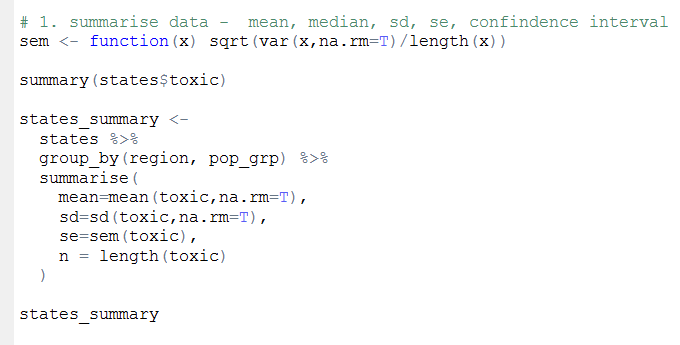 # 1. summarise data -  mean, median, sd, se, confindence interval
sem <- function(x) sqrt(var(x,na.rm=T)/length(x))
summary(states$toxic)
states_summary <-
  states %>%
  group_by(region, pop_grp) %>%
  summarise(
    mean=mean(toxic,na.rm=T),
    sd=sd(toxic,na.rm=T),
    se=sem(toxic),
    n = length(toxic)
  )
states_summary